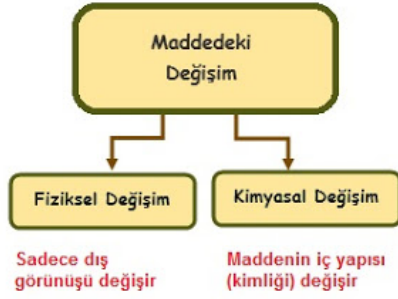 Maddedeki
Değişim
Fiziksel Değişim
Kimyasal Değişim
Sadece dış
görünüşü değişir
Maddenin iç yapısı
(kimliği) değişir